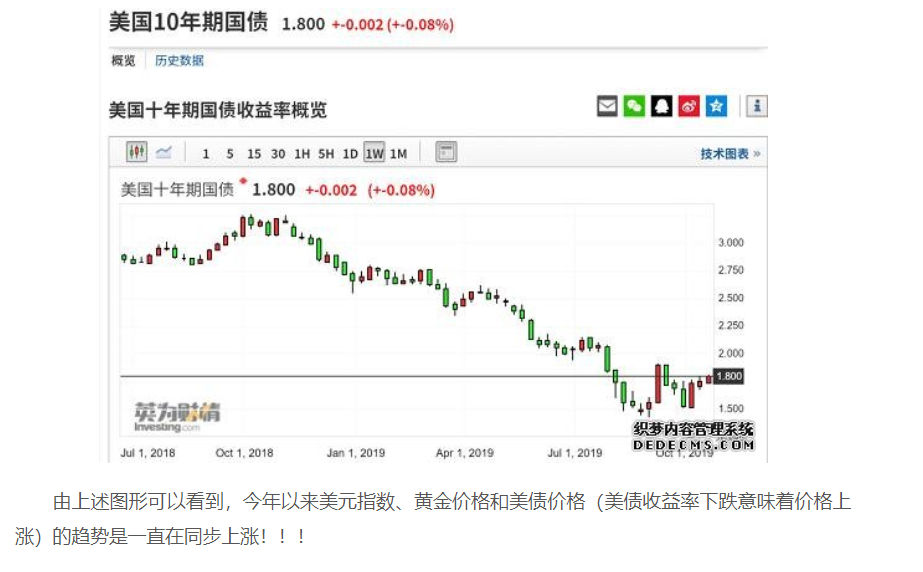 美国10年期国债 1.800 +-0.002 (+-0.08%)
概览 历史数据
美国十年期国债收益率概览
1 5 15 30 1H 5H 1D 1W 1M 技术图表 »
美国十年期国债 1.800 +-0.002 (+-0.08%)
3.000
2.750
2.500
2.250
2.000
1.800
1.500
英为财情
Investing.com
织梦内容管理系统
DEDECMS.COM
Jul 1, 2018 Oct 1, 2018 Jan 1, 2019 Apr 1, 2019 Jul 1, 2019 Oct 1, 2019
由上述图形可以看到，今年以来美元指数、黄金价格和美债价格（美债收益率下跌意味着价格上
涨）的趋势是一直在同步上涨！！！